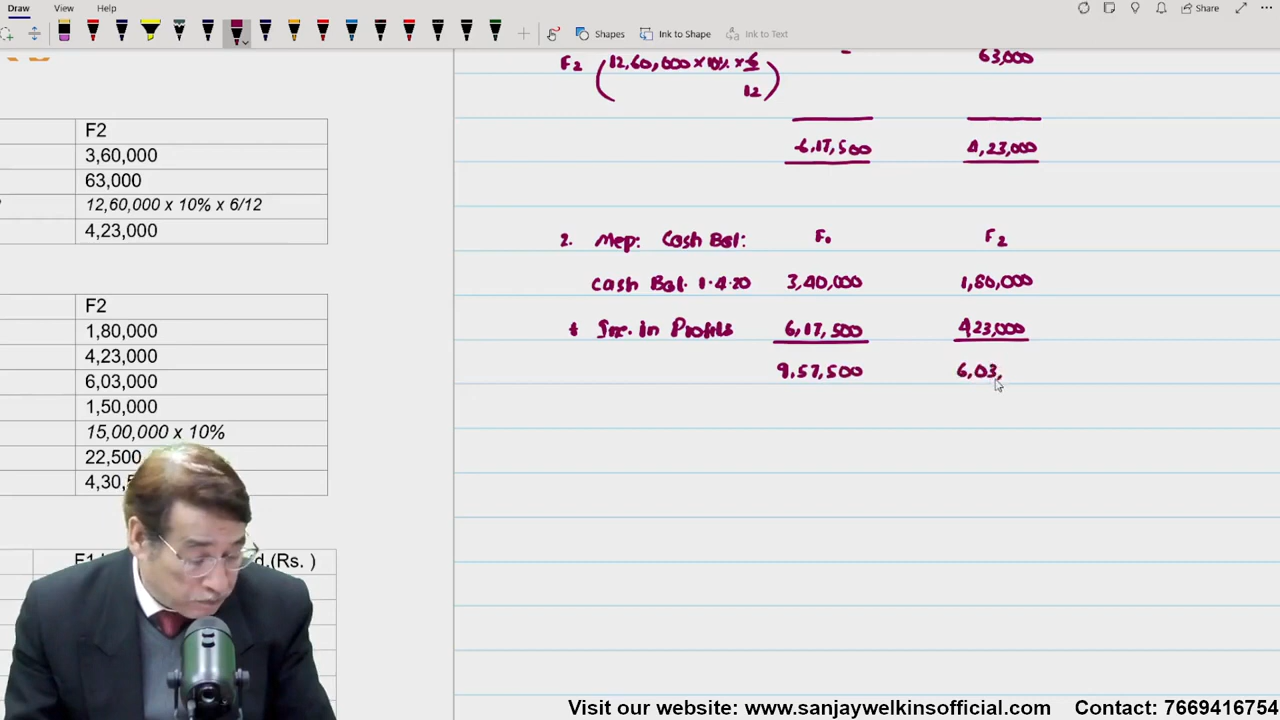 Draw View Help
Share
Shapes Ink to Shape Ink to Text
F2
3,60,000
63,000
12,60,000 x 10% x 6/12
4,23,000
F2
1,80,000
4,23,000
6,03,000
1,50,000
15,00,000 x 10%
22,500
4,30,
d.(Rs. )
F2 (12,60,000 x 10% x 6/12) - 63,000
6,17,500 4,23,000
2. Mep: Cash Bal: F1 F2
Cash Bal. 1.4.20 3,40,000 1,80,000
+ Inc. in Profits 6,17,500 423,000
9,57,500 6,03,
Visit our website: www.sanjaywelkinsofficial.com Contact: 7669416754